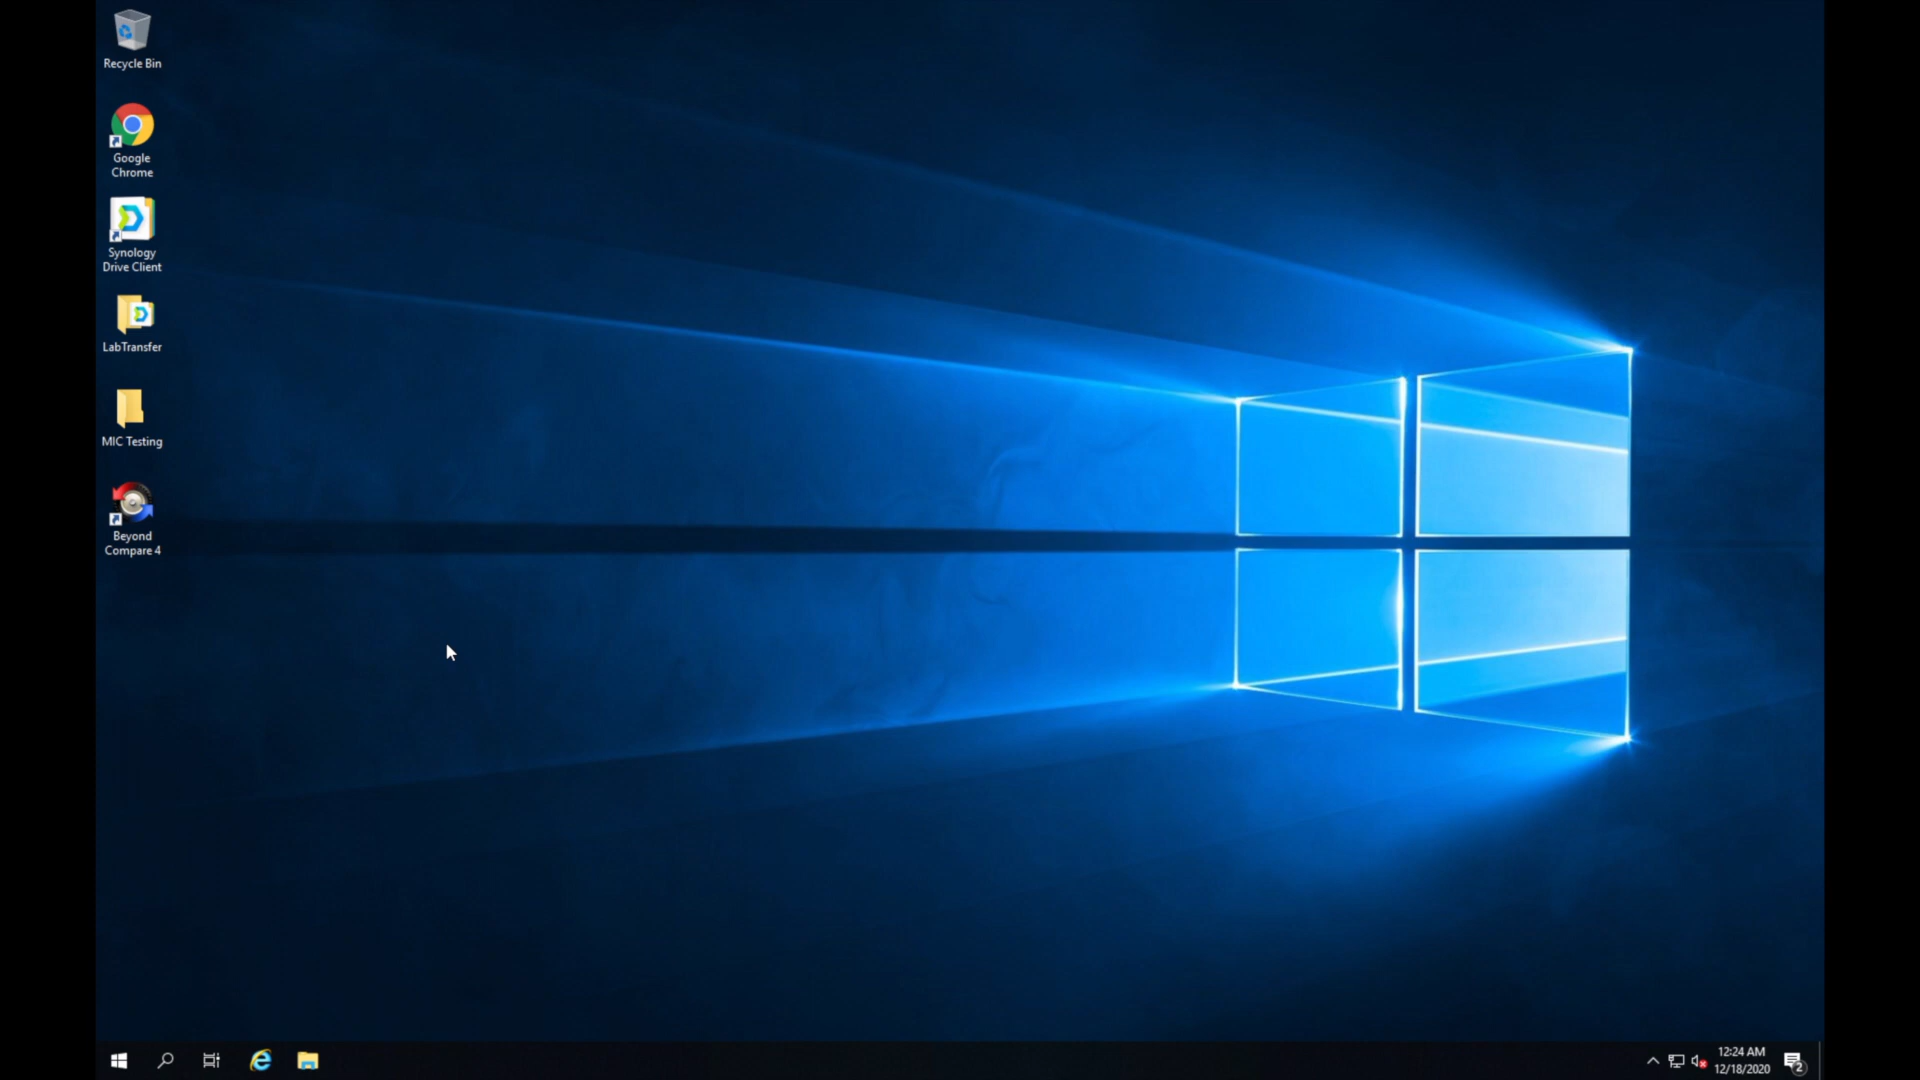 Recycle Bin
Google
Chrome
Synology
Drive Client
LabTransfer
MIC Testing
Beyond
Compare 4
12:24 AM
12/18/2020
2